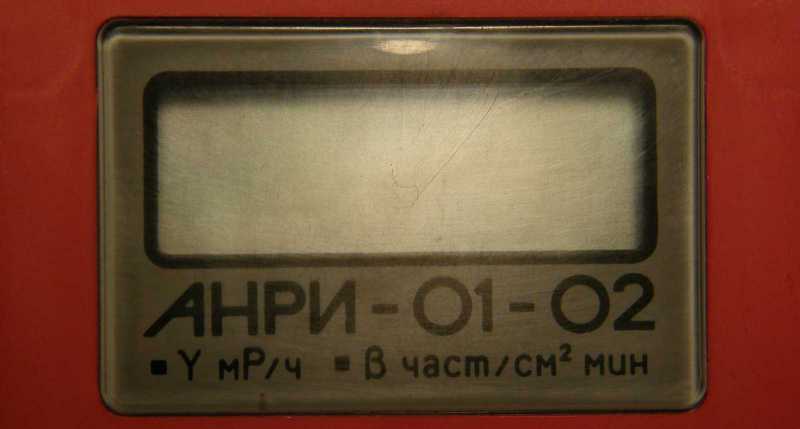 АНРИ-01-02
▪ γ мР/ч ▪ β част/см² мин